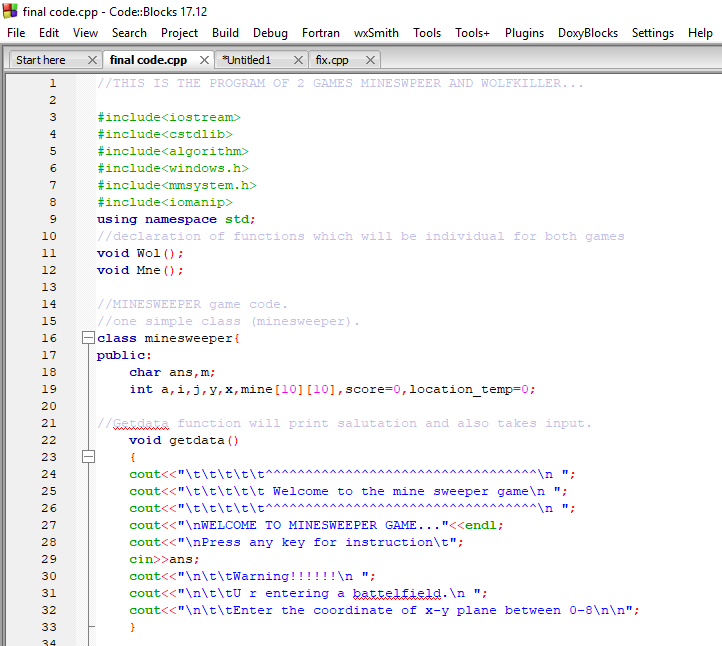 final code.cpp - Code::Blocks 17.12
File Edit View Search Project Build Debug Fortran wxSmith Tools Tools+ Plugins DoxyBlocks Settings Help
Start here final code.cpp *Untitled1 fix.cpp
1 //THIS IS THE PROGRAM OF 2 GAMES MINESWPEER AND WOLFKILLER...
2
3 #include<iostream>
4 #include<cstdlib>
5 #include<algorithm>
6 #include<windows.h>
7 #include<mmsystem.h>
8 #include<iomanip>
9 using namespace std;
10 //declaration of functions which will be individual for both games
11 void Wol();
12 void Mne();
13
14 //MINESWEEPER game code.
15 //one simple class (minesweeper).
16 class minesweeper{
17 public:
18 char ans,m;
19 int a,i,j,y,x,mine[10][10],score=0,location_temp=0;
20
21 //Getdata function will print salutation and also takes input.
22 void getdata()
23 {
24 cout<<"\t\t\t\t\t^^^^^^^^^^^^^^^^^^^^^^^^^^^^^^^^^^\n ";
25 cout<<"\t\t\t\t\t Welcome to the mine sweeper game\n ";
26 cout<<"\t\t\t\t\t^^^^^^^^^^^^^^^^^^^^^^^^^^^^^^^^^^\n ";
27 cout<<"\nWELCOME TO MINESWEEPER GAME..."<<endl;
28 cout<<"\nPress any key for instruction\t";
29 cin>>ans;
30 cout<<"\n\t\tWarning!!!!!!\n ";
31 cout<<"\n\t\tU r entering a battelfield.\n ";
32 cout<<"\n\t\tEnter the coordinate of x-y plane between 0-8\n\n";
33 }
34